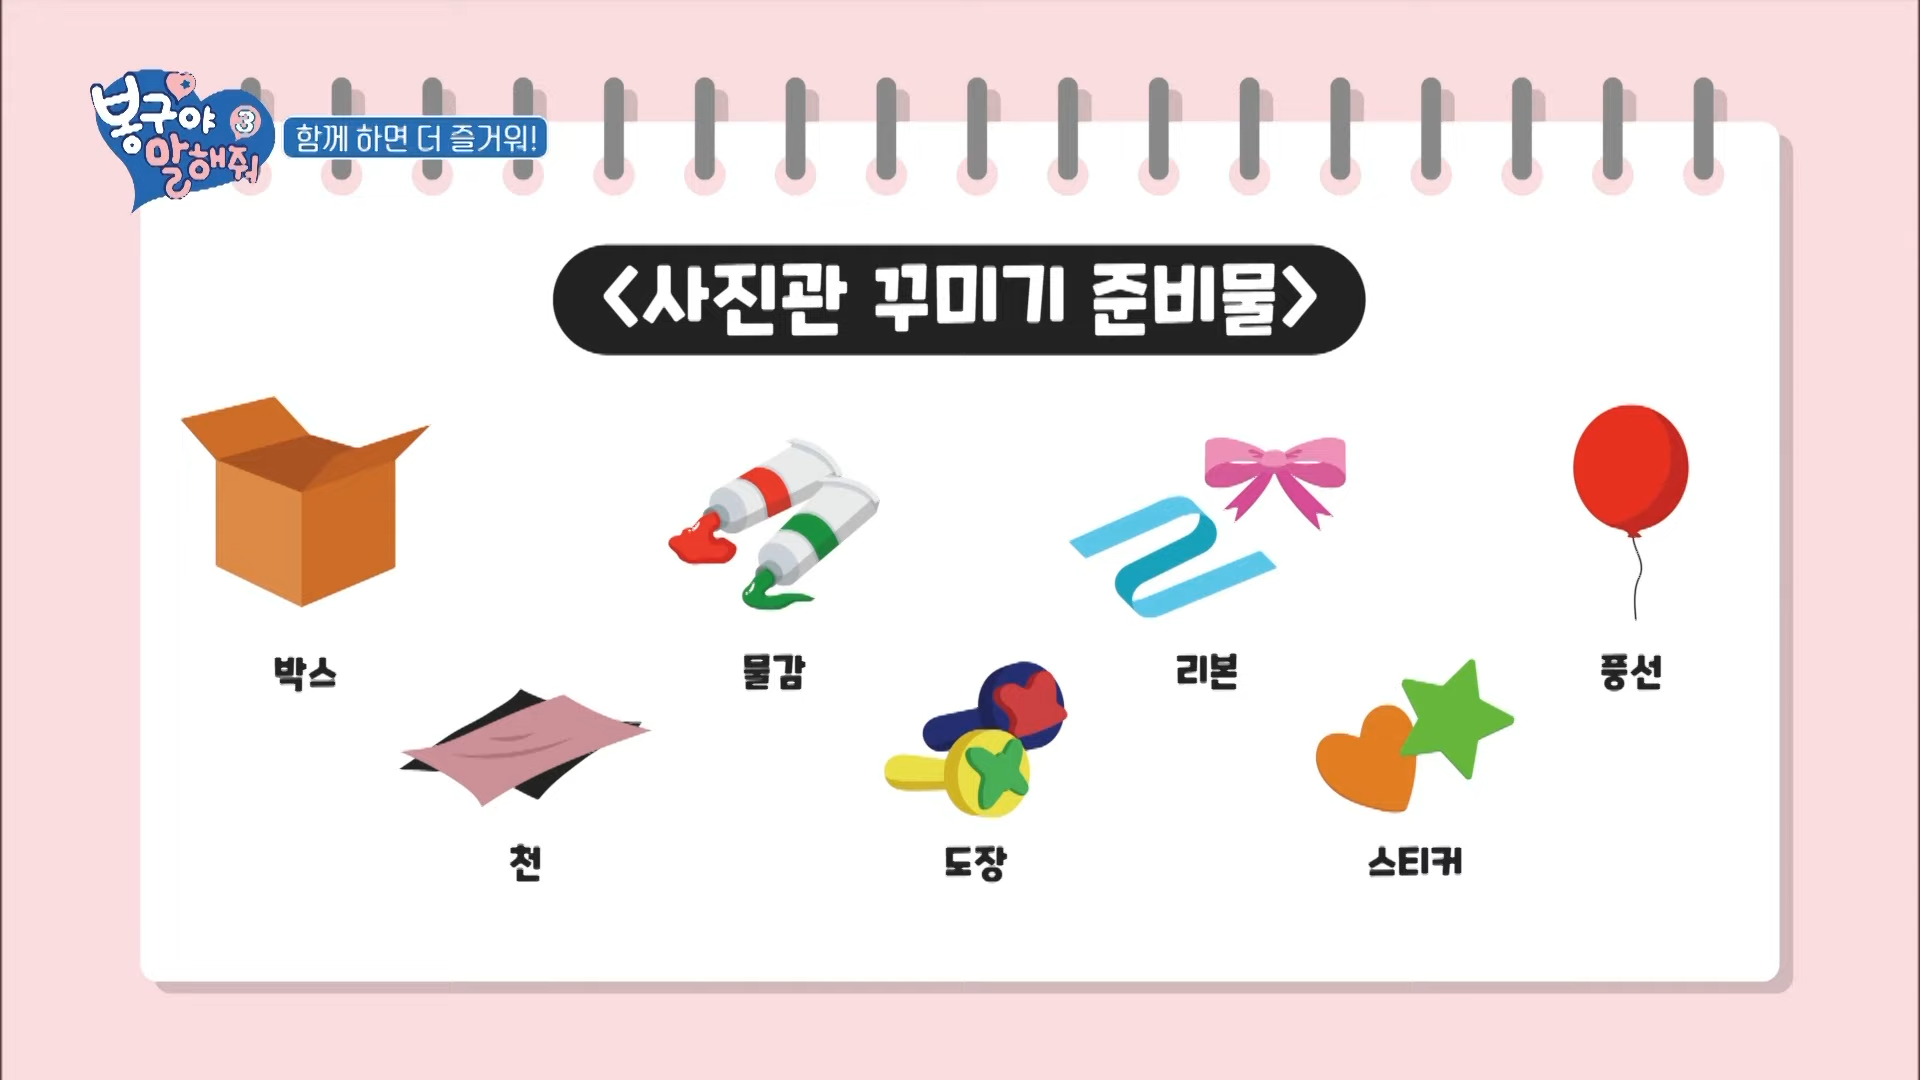 봉구야 3
말해줘
함께 하면 더 즐거워!
<사진관 꾸미기 준비물>
박스
물감
리본
풍선
천
도장
스티커